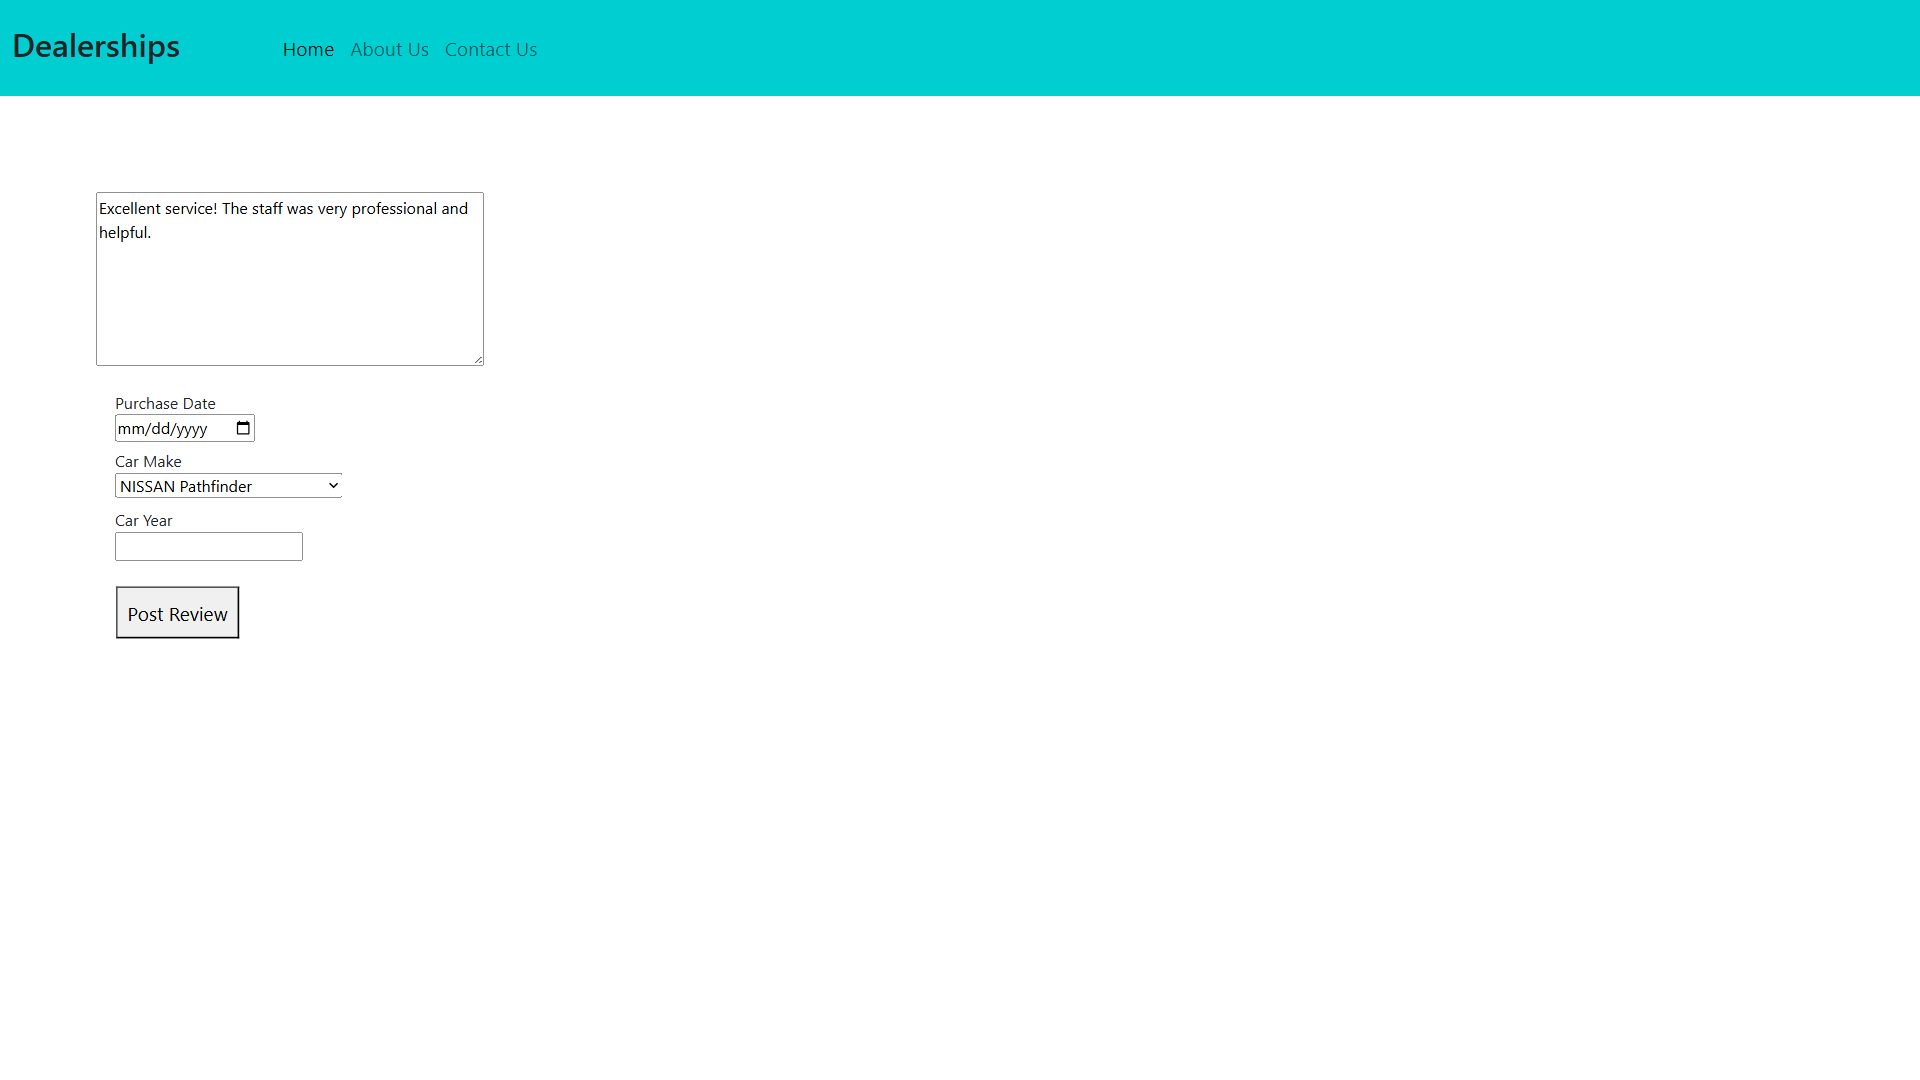 Dealerships
Home About Us Contact Us
Excellent service! The staff was very professional and
helpful.
Purchase Date
mm/dd/yyyy
Car Make
NISSAN Pathfinder
Car Year
Post Review